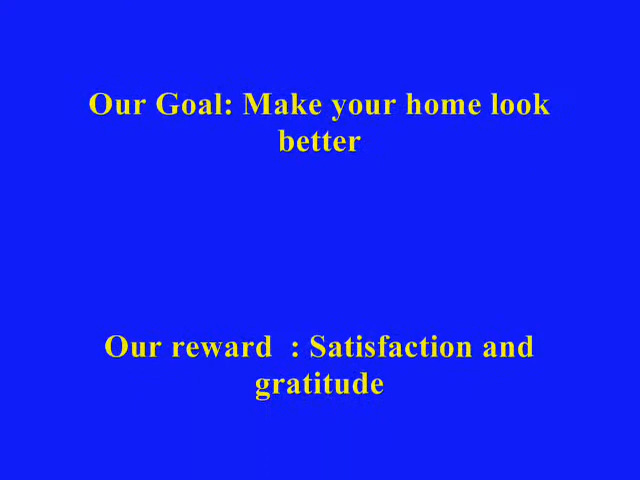 Our Goal: Make your home look
better
Our reward  : Satisfaction and
gratitude